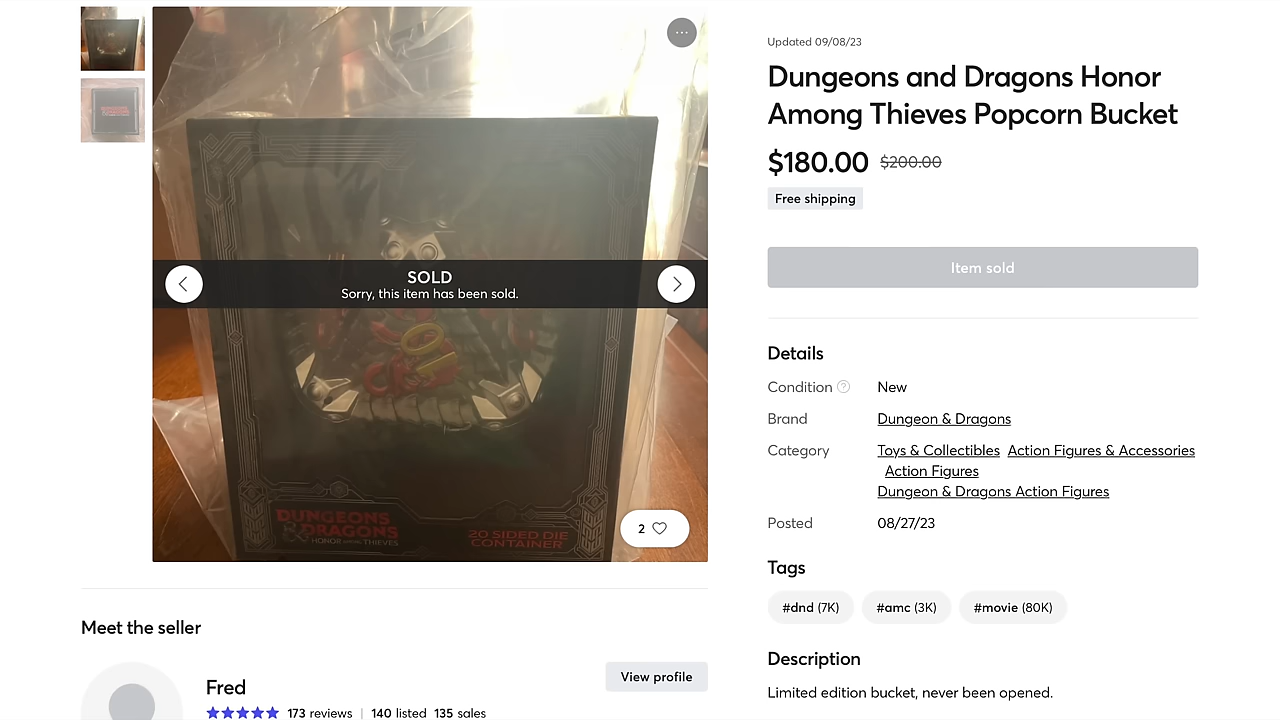 Updated 09/08/23
Dungeons and Dragons Honor
Among Thieves Popcorn Bucket
$180.00 $200.00
Free shipping
SOLD
Sorry, this item has been sold.
Item sold
Details
Condition ? New
Brand Dungeon & Dragons
Category Toys & Collectibles Action Figures & Accessories
Action Figures
Dungeon & Dragons Action Figures
Posted 08/27/23
DUNGEONS
& DRAGONS
HONOR AMONG THIEVES
20 SIDED DIE
CONTAINER
2
Tags
#dnd (7K) #amc (3K) #movie (80K)
Meet the seller
Fred
View profile
173 reviews | 140 listed 135 sales
Description
Limited edition bucket, never been opened.